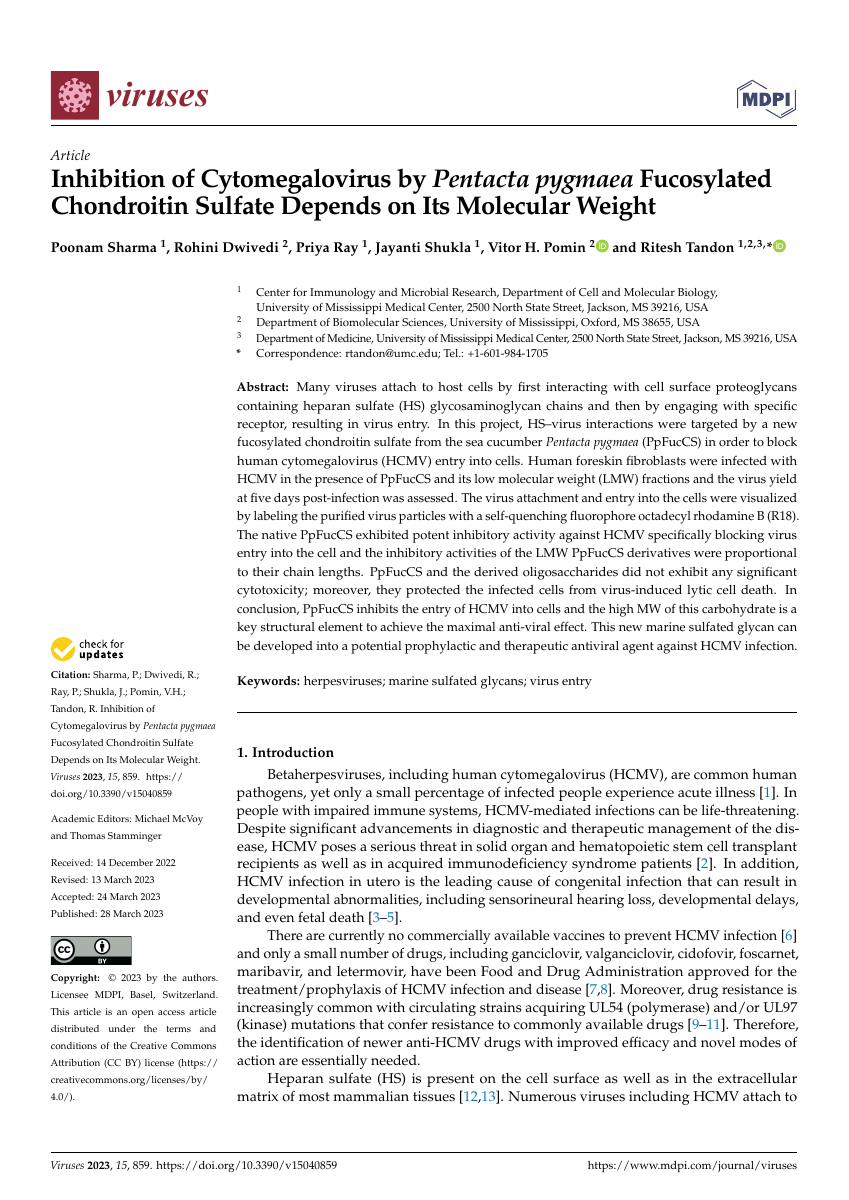 viruses
MDPI
Article
Inhibition of Cytomegalovirus by Pentacta pygmaea Fucosylated
Chondroitin Sulfate Depends on Its Molecular Weight
Poonam Sharma 1, Rohini Dwivedi 2, Priya Ray 1, Jayanti Shukla 1, Vitor H. Pomin 2 iD and Ritesh Tandon 1,2,3,* iD
1 Center for Immunology and Microbial Research, Department of Cell and Molecular Biology,
University of Mississippi Medical Center, 2500 North State Street, Jackson, MS 39216, USA
2 Department of Biomolecular Sciences, University of Mississippi, Oxford, MS 38655, USA
3 Department of Medicine, University of Mississippi Medical Center, 2500 North State Street, Jackson, MS 39216, USA
* Correspondence: rtandon@umc.edu; Tel.: +1-601-984-1705
Abstract: Many viruses attach to host cells by first interacting with cell surface proteoglycans
containing heparan sulfate (HS) glycosaminoglycan chains and then by engaging with specific
receptor, resulting in virus entry. In this project, HS–virus interactions were targeted by a new
fucosylated chondroitin sulfate from the sea cucumber Pentacta pygmaea (PpFucCS) in order to block
human cytomegalovirus (HCMV) entry into cells. Human foreskin fibroblasts were infected with
HCMV in the presence of PpFucCS and its low molecular weight (LMW) fractions and the virus yield
at five days post-infection was assessed. The virus attachment and entry into the cells were visualized
by labeling the purified virus particles with a self-quenching fluorophore octadecyl rhodamine B (R18).
The native PpFucCS exhibited potent inhibitory activity against HCMV specifically blocking virus
entry into the cell and the inhibitory activities of the LMW PpFucCS derivatives were proportional
to their chain lengths. PpFucCS and the derived oligosaccharides did not exhibit any significant
cytotoxicity; moreover, they protected the infected cells from virus-induced lytic cell death. In
conclusion, PpFucCS inhibits the entry of HCMV into cells and the high MW of this carbohydrate is a
key structural element to achieve the maximal anti-viral effect. This new marine sulfated glycan can
be developed into a potential prophylactic and therapeutic antiviral agent against HCMV infection.
Keywords: herpesviruses; marine sulfated glycans; virus entry
check for
updates
Citation: Sharma, P.; Dwivedi, R.;
Ray, P.; Shukla, J.; Pomin, V.H.;
Tandon, R. Inhibition of
Cytomegalovirus by Pentacta pygmaea
Fucosylated Chondroitin Sulfate
Depends on Its Molecular Weight.
Viruses 2023, 15, 859. https://
doi.org/10.3390/v15040859
Academic Editors: Michael McVoy
and Thomas Stamminger
Received: 14 December 2022
Revised: 13 March 2023
Accepted: 24 March 2023
Published: 28 March 2023
CC BY
Copyright: © 2023 by the authors.
Licensee MDPI, Basel, Switzerland.
This article is an open access article
distributed under the terms and
conditions of the Creative Commons
Attribution (CC BY) license (https://
creativecommons.org/licenses/by/
4.0/).
1. Introduction
Betaherpesviruses, including human cytomegalovirus (HCMV), are common human
pathogens, yet only a small percentage of infected people experience acute illness [1]. In
people with impaired immune systems, HCMV-mediated infections can be life-threatening.
Despite significant advancements in diagnostic and therapeutic management of the dis-
ease, HCMV poses a serious threat in solid organ and hematopoietic stem cell transplant
recipients as well as in acquired immunodeficiency syndrome patients [2]. In addition,
HCMV infection in utero is the leading cause of congenital infection that can result in
developmental abnormalities, including sensorineural hearing loss, developmental delays,
and even fetal death [3–5].
There are currently no commercially available vaccines to prevent HCMV infection [6]
and only a small number of drugs, including ganciclovir, valganciclovir, cidofovir, foscarnet,
maribavir, and letermovir, have been Food and Drug Administration approved for the
treatment/prophylaxis of HCMV infection and disease [7,8]. Moreover, drug resistance is
increasingly common with circulating strains acquiring UL54 (polymerase) and/or UL97
(kinase) mutations that confer resistance to commonly available drugs [9–11]. Therefore,
the identification of newer anti-HCMV drugs with improved efficacy and novel modes of
action are essentially needed.
Heparan sulfate (HS) is present on the cell surface as well as in the extracellular
matrix of most mammalian tissues [12,13]. Numerous viruses including HCMV attach to
Viruses 2023, 15, 859. https://doi.org/10.3390/v15040859
https://www.mdpi.com/journal/viruses